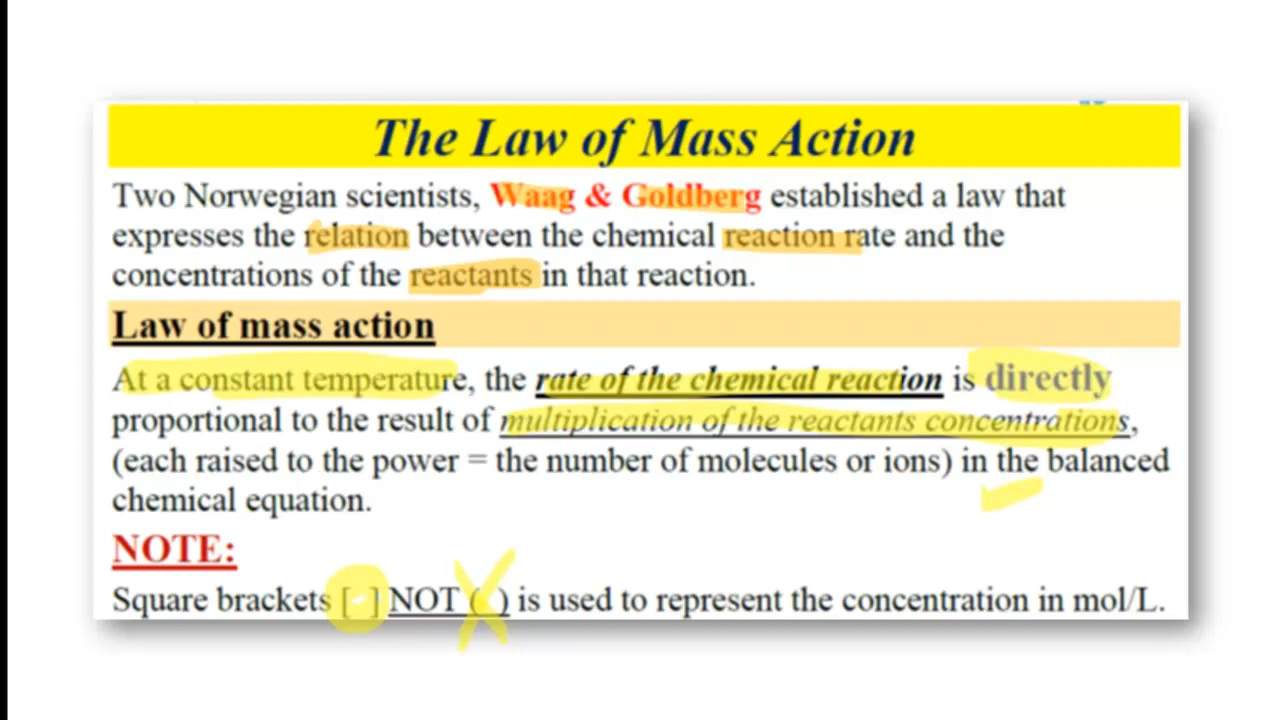 The Law of Mass Action
Two Norwegian scientists, Waag & Goldberg established a law that
expresses the relation between the chemical reaction rate and the
concentrations of the reactants in that reaction.
Law of mass action
At a constant temperature, the rate of the chemical reaction is directly
proportional to the result of multiplication of the reactants concentrations,
(each raised to the power = the number of molecules or ions) in the balanced
chemical equation.
NOTE:
Square brackets [ ] NOT ( ) is used to represent the concentration in mol/L.